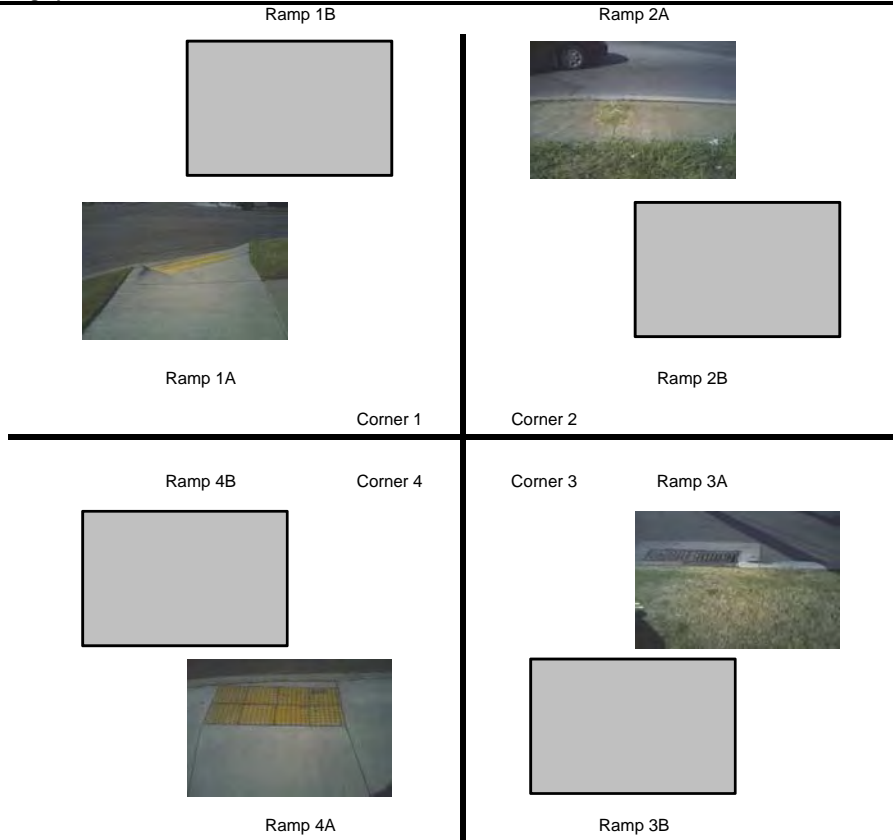 Ramp 1B
Ramp 2A
Ramp 1A
Ramp 2B
Corner 1
Corner 2
Ramp 4B
Corner 4
Corner 3
Ramp 3A
Ramp 4A
Ramp 3B